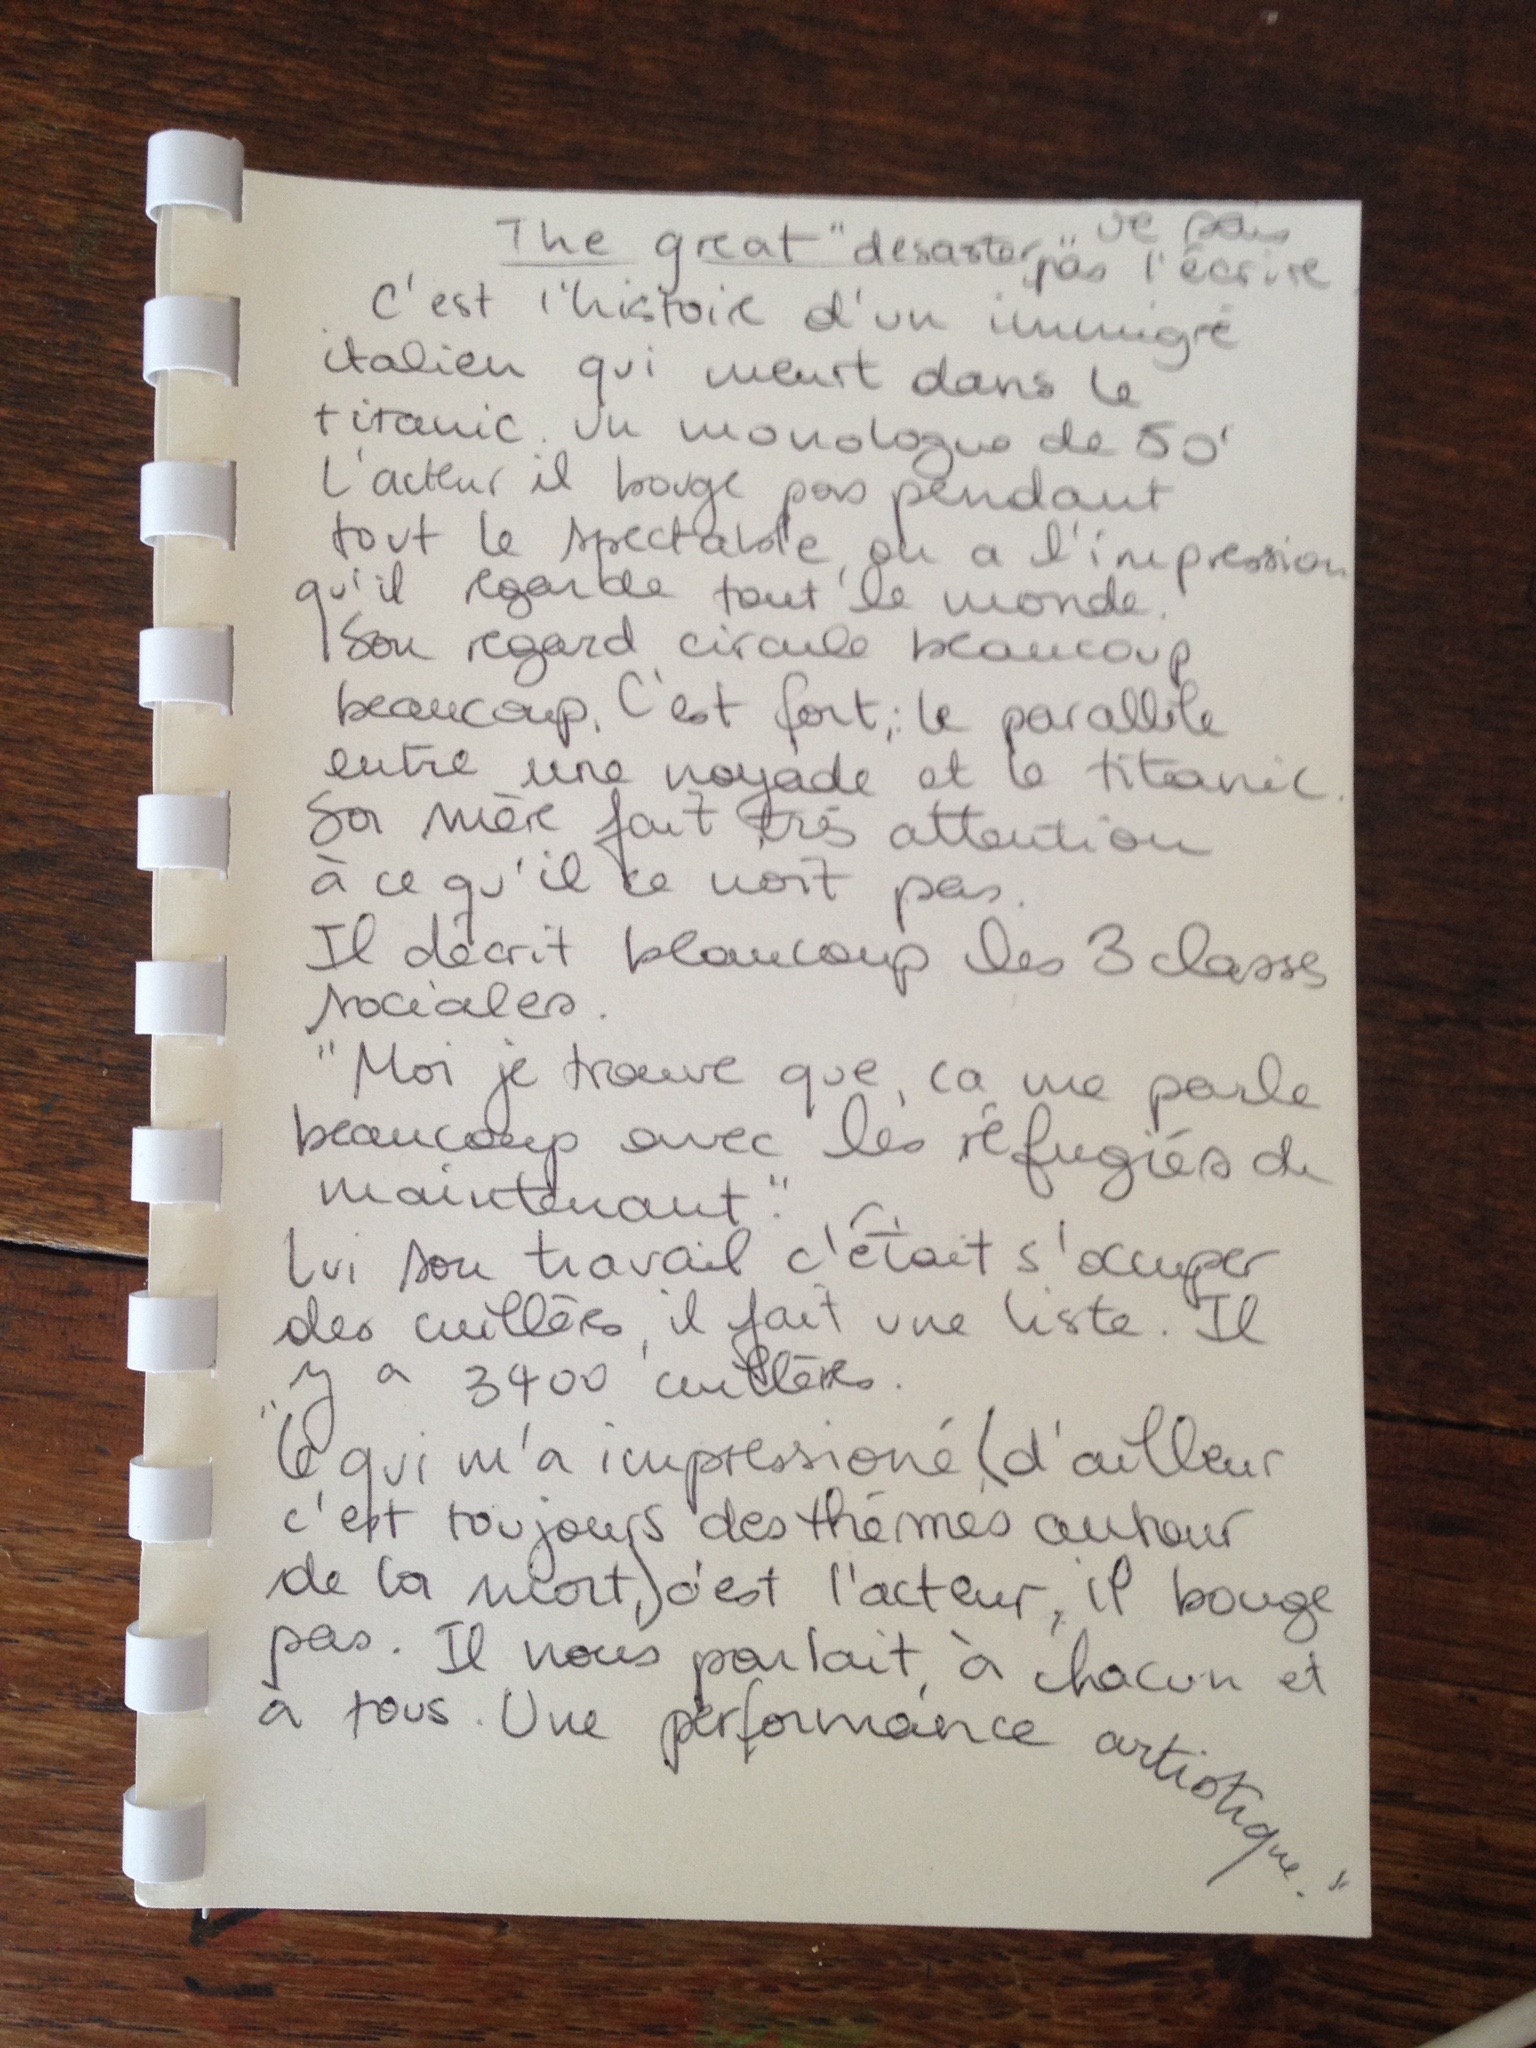 The great "desaster" je sais
pas l'écrire
C'est l'histoire d'un immigré
italien qui meurt dans le
titanic. Un monologue de 50'
L'acteur il bouge pas pendant
tout le spectable, on a l'impression
qu'il regarde tout le monde.
Son regard circule beaucoup
beaucoup. C'est fort, : le parallèle
entre une noyade et le titanic.
Sa mère fait très attention
à ce qu'il ce noit pas.
Il décrit beaucoup les 3 classes
sociales.
"Moi je trouve que, ça me parle
beaucoup avec les réfugiés de
maintenant".
Lui son travail c'était s'occuper
des cuillères, il fait une liste. Il
y a 3400 cuillères.
"Ce qui m'a impressioné (d'ailleur
c'est toujours des thèmes autour
de la mort,) c'est l'acteur, il bouge
pas. Il nous parlait, à chacun et
à tous. Une performance artistique."